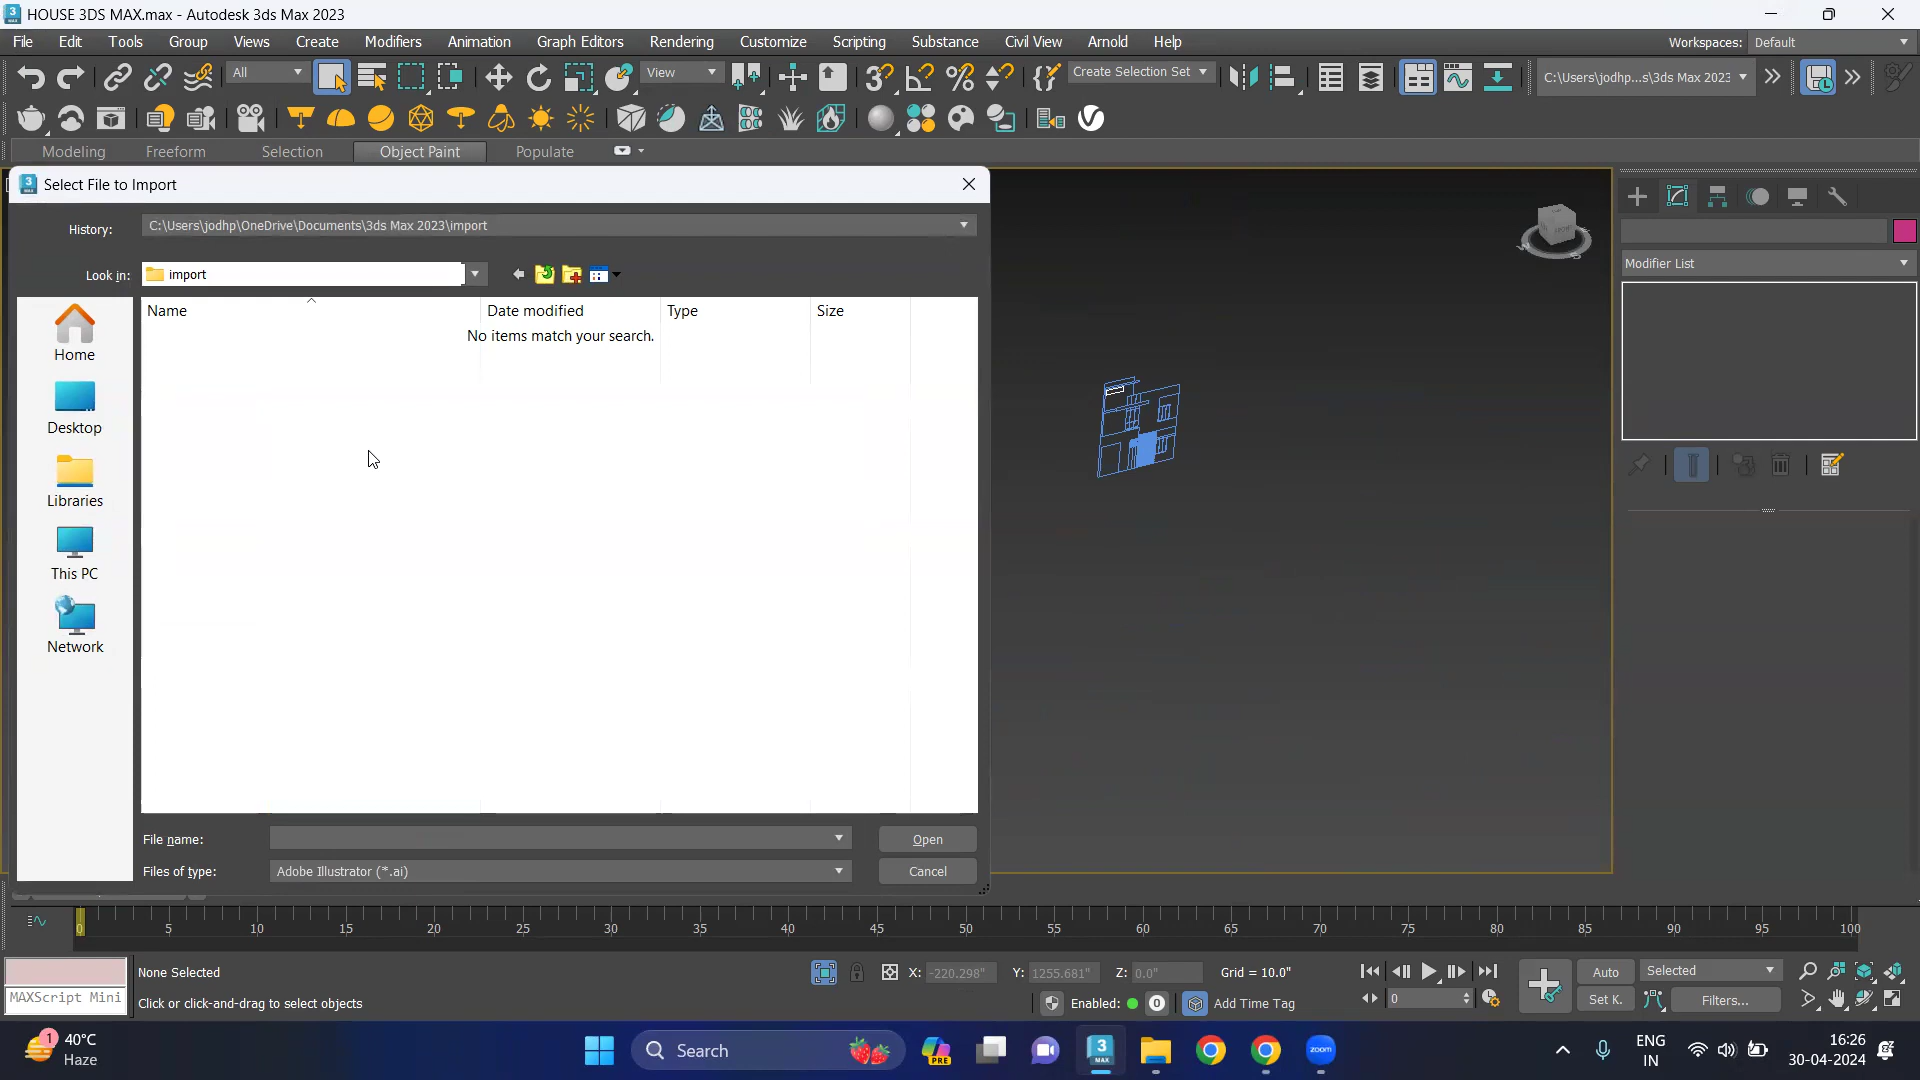 HOUSE 3DS MAX.max - Autodesk 3ds Max 2023
File Edit Tools Group Views Create Modifiers Animation Graph Editors Rendering Customize Scripting Substance Civil View Arnold Help
Workspaces: Default
All
View
Create Selection Set
C:\Users\jodhp...s\3ds Max 2023
Modeling Freeform Selection Object Paint Populate
Select File to Import
History: C:\Users\jodhp\OneDrive\Documents\3ds Max 2023\import
Look in: import
Name Date modified Type Size
No items match your search.
Home
Desktop
Libraries
This PC
Network
File name: Open
Files of type: Adobe Illustrator (*.ai) Cancel
Modifier List
0 5 10 15 20 25 30 35 40 45 50 55 60 65 70 75 80 85 90 95 100
None Selected
X: -220.298" Y: 1255.681" Z: 0.0" Grid = 10.0"
Auto Selected
MAXScript Mini
Click or click-and-drag to select objects
Enabled: 0 Add Time Tag
0
Set K. Filters...
1
40°C
Haze
Search
PRE
3
MAX
zoom
ENG
IN
16:26
30-04-2024